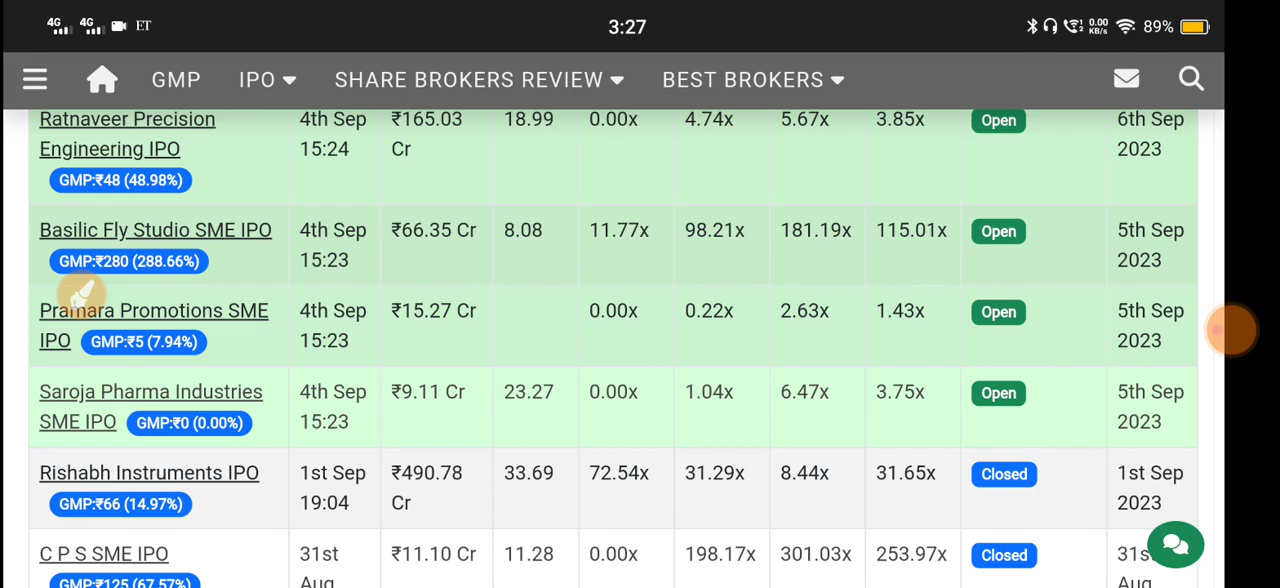 4G 4G ET 3:27 0.00 KB/s 89%
GMP IPO SHARE BROKERS REVIEW BEST BROKERS
Ratnaveer Precision 4th Sep ₹165.03 18.99 0.00x 4.74x 5.67x 3.85x Open 6th Sep
Engineering IPO 15:24 Cr 2023
GMP:₹48 (48.98%)
Basilic Fly Studio SME IPO 4th Sep ₹66.35 Cr 8.08 11.77x 98.21x 181.19x 115.01x Open 5th Sep
GMP:₹280 (288.66%) 15:23 2023
Pramara Promotions SME 4th Sep ₹15.27 Cr 0.00x 0.22x 2.63x 1.43x Open 5th Sep
IPO GMP:₹5 (7.94%) 15:23 2023
Saroja Pharma Industries 4th Sep ₹9.11 Cr 23.27 0.00x 1.04x 6.47x 3.75x Open 5th Sep
SME IPO GMP:₹0 (0.00%) 15:23 2023
Rishabh Instruments IPO 1st Sep ₹490.78 33.69 72.54x 31.29x 8.44x 31.65x Closed 1st Sep
GMP:₹66 (14.97%) 19:04 Cr 2023
C P S SME IPO 31st ₹11.10 Cr 11.28 0.00x 198.17x 301.03x 253.97x Closed
GMP:₹125 (67.57%) Aug Aug